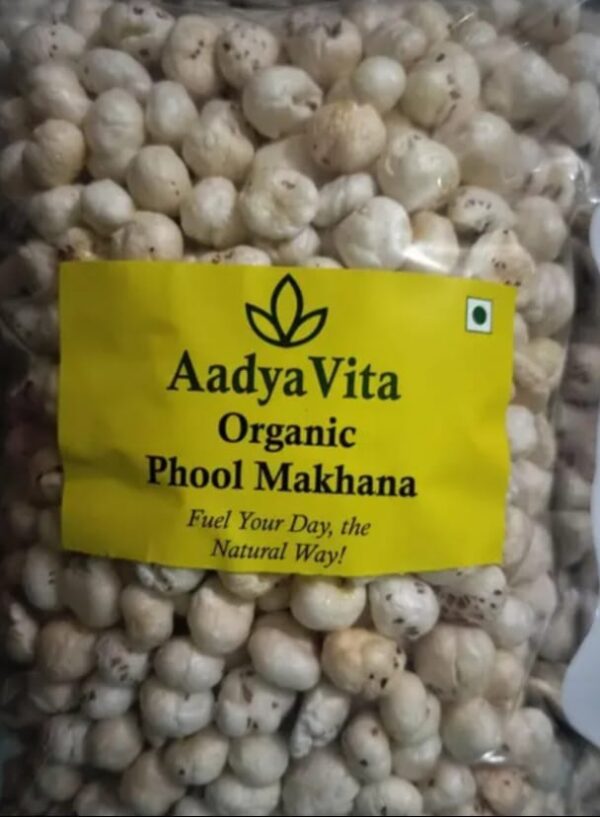 AadyaVita
Organic
Phool Makhana
Fuel Your Day, the
Natural Way!